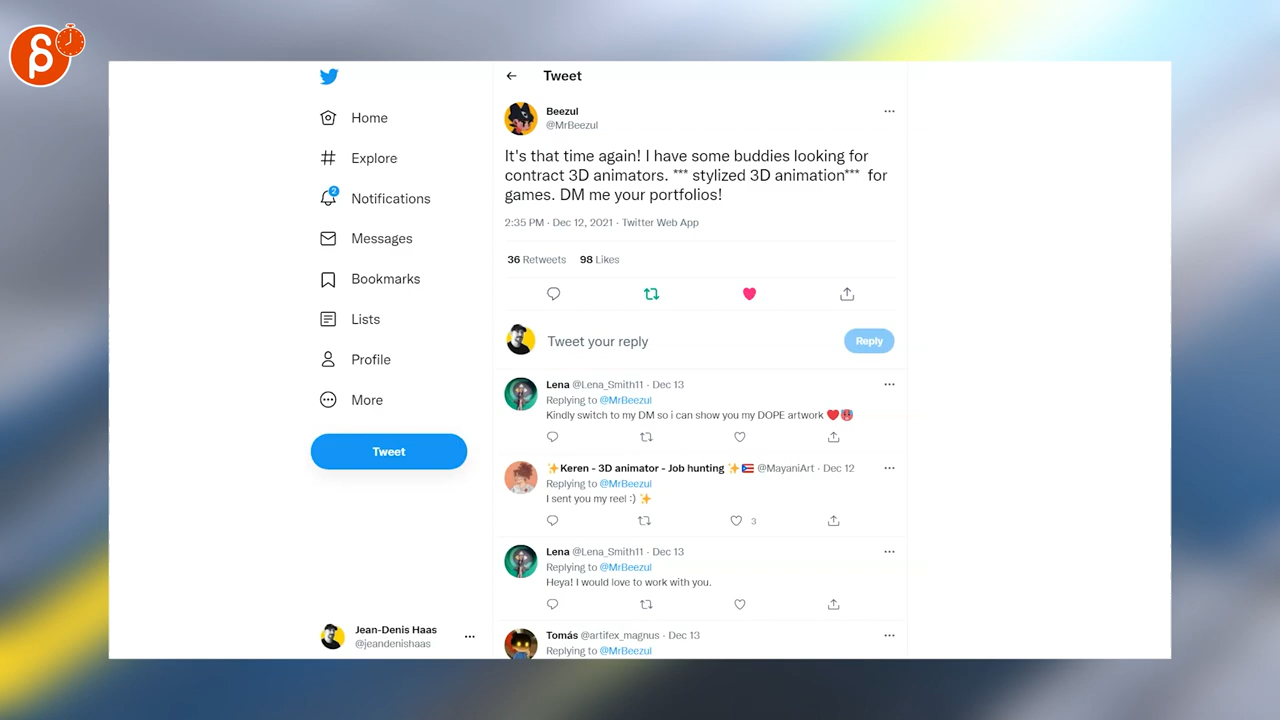 Tweet
Home
Explore
2
Notifications
Messages
Bookmarks
Lists
Profile
More
Tweet
Jean-Denis Haas
@jeandenishaas
Beezul
@MrBeezul
It's that time again! I have some buddies looking for
contract 3D animators. *** stylized 3D animation*** for
games. DM me your portfolios!
2:35 PM · Dec 12, 2021 · Twitter Web App
36 Retweets 98 Likes
Tweet your reply
Reply
Lena @Lena_Smith11 · Dec 13
Replying to @MrBeezul
Kindly switch to my DM so i can show you my DOPE artwork ❤️🥵
✨Keren - 3D animator - Job hunting ✨🇵🇷 @MayaniArt · Dec 12
Replying to @MrBeezul
I sent you my reel :) ✨
3
Lena @Lena_Smith11 · Dec 13
Replying to @MrBeezul
Heya! I would love to work with you.
Tomás @artifex_magnus · Dec 13
Replying to @MrBeezul